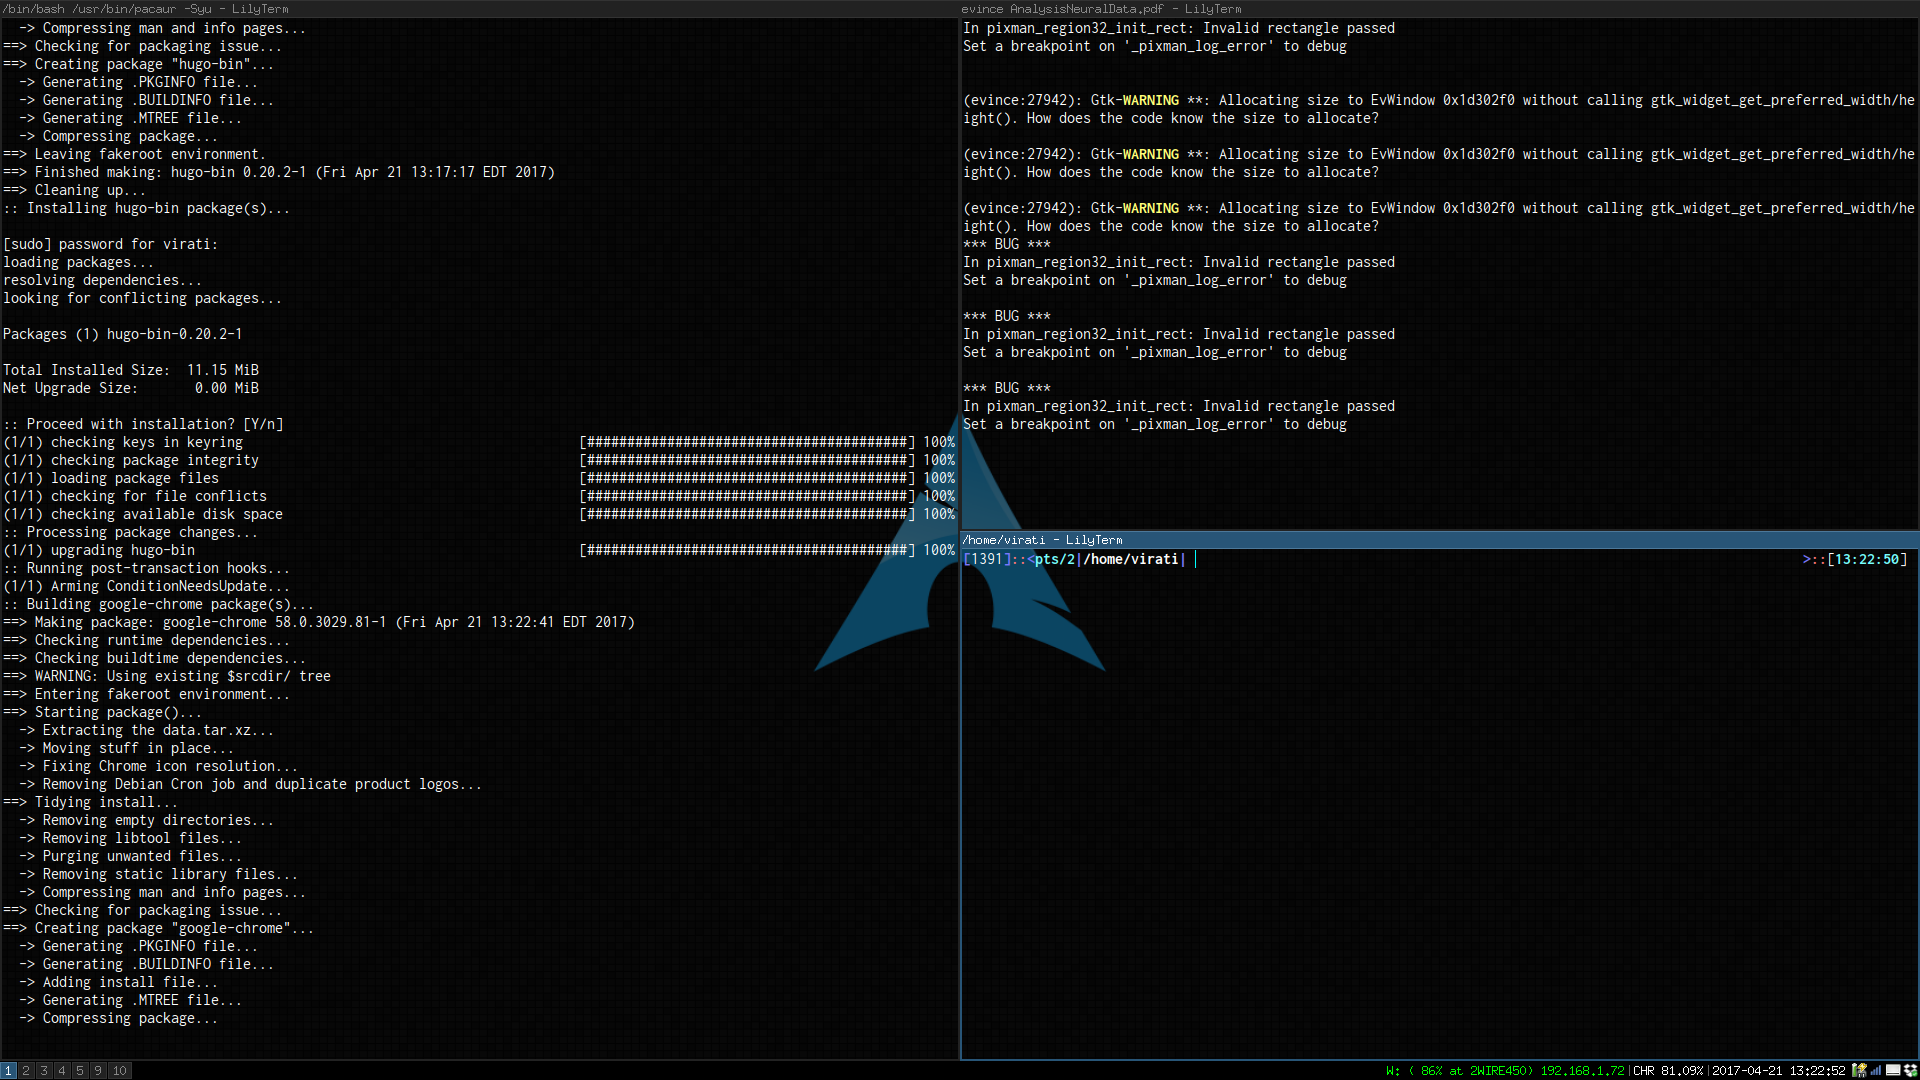 /bin/bash /usr/bin/pacaur -Syu - LilyTerm
  -> Compressing man and info pages...
==> Checking for packaging issue...
==> Creating package "hugo-bin"...
  -> Generating .PKGINFO file...
  -> Generating .BUILDINFO file...
  -> Generating .MTREE file...
  -> Compressing package...
==> Leaving fakeroot environment.
==> Finished making: hugo-bin 0.20.2-1 (Fri Apr 21 13:17:17 EDT 2017)
==> Cleaning up...
:: Installing hugo-bin package(s)...
[sudo] password for virati:
loading packages...
resolving dependencies...
looking for conflicting packages...
Packages (1) hugo-bin-0.20.2-1
Total Installed Size:  11.15 MiB
Net Upgrade Size:       0.00 MiB
:: Proceed with installation? [Y/n]
(1/1) checking keys in keyring [########################################] 100%
(1/1) checking package integrity [########################################] 100%
(1/1) loading package files [########################################] 100%
(1/1) checking for file conflicts [########################################] 100%
(1/1) checking available disk space [########################################] 100%
:: Processing package changes...
(1/1) upgrading hugo-bin [########################################] 100%
:: Running post-transaction hooks...
(1/1) Arming ConditionNeedsUpdate...
:: Building google-chrome package(s)...
==> Making package: google-chrome 58.0.3029.81-1 (Fri Apr 21 13:22:41 EDT 2017)
==> Checking runtime dependencies...
==> Checking buildtime dependencies...
==> WARNING: Using existing $srcdir/ tree
==> Entering fakeroot environment...
==> Starting package()...
  -> Extracting the data.tar.xz...
  -> Moving stuff in place...
  -> Fixing Chrome icon resolution...
  -> Removing Debian Cron job and duplicate product logos...
==> Tidying install...
  -> Removing empty directories...
  -> Removing libtool files...
  -> Purging unwanted files...
  -> Removing static library files...
  -> Compressing man and info pages...
==> Checking for packaging issue...
==> Creating package "google-chrome"...
  -> Generating .PKGINFO file...
  -> Generating .BUILDINFO file...
  -> Adding install file...
  -> Generating .MTREE file...
  -> Compressing package...
evince AnalysisNeuralData.pdf - LilyTerm
In pixman_region32_init_rect: Invalid rectangle passed
Set a breakpoint on '_pixman_log_error' to debug
(evince:27942): Gtk-WARNING **: Allocating size to EvWindow 0x1d302f0 without calling gtk_widget_get_preferred_width/he
ight(). How does the code know the size to allocate?
(evince:27942): Gtk-WARNING **: Allocating size to EvWindow 0x1d302f0 without calling gtk_widget_get_preferred_width/he
ight(). How does the code know the size to allocate?
(evince:27942): Gtk-WARNING **: Allocating size to EvWindow 0x1d302f0 without calling gtk_widget_get_preferred_width/he
ight(). How does the code know the size to allocate?
*** BUG ***
In pixman_region32_init_rect: Invalid rectangle passed
Set a breakpoint on '_pixman_log_error' to debug
*** BUG ***
In pixman_region32_init_rect: Invalid rectangle passed
Set a breakpoint on '_pixman_log_error' to debug
*** BUG ***
In pixman_region32_init_rect: Invalid rectangle passed
Set a breakpoint on '_pixman_log_error' to debug
/home/virati - LilyTerm
[1391]::<pts/2|/home/virati| >::[13:22:50]
1 2 3 4 5 9 10
W: ( 86% at 2WIRE450) 192.168.1.72|CHR 81.09%|2017-04-21 13:22:52